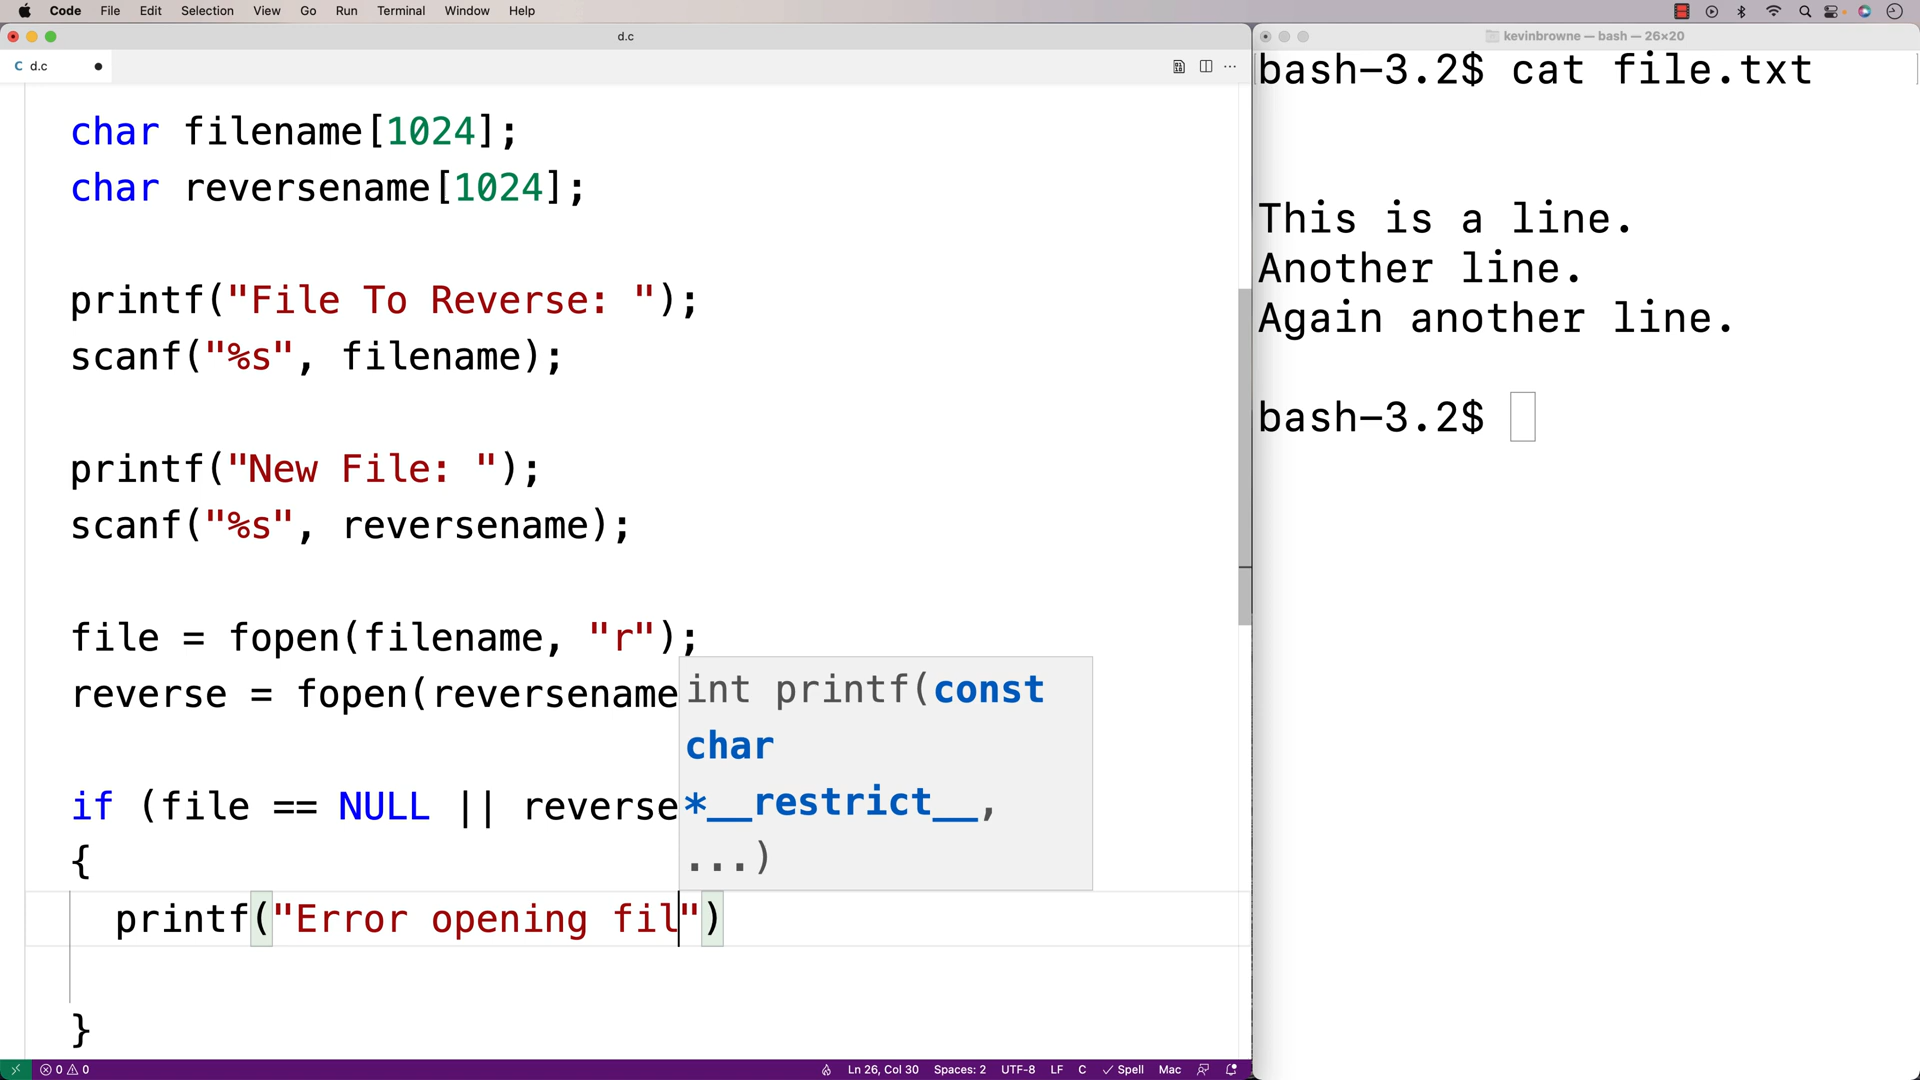 Code File Edit Selection View Go Run Terminal Window Help
d.c
C d.c
char filename[1024];
char reversename[1024];
printf("File To Reverse: ");
scanf("%s", filename);
printf("New File: ");
scanf("%s", reversename);
file = fopen(filename, "r");
reverse = fopen(reversename
if (file == NULL || reverse
{
printf("Error opening fil")
}
int printf(const
char
*__restrict__,
...)
0 0 Ln 26, Col 30 Spaces: 2 UTF-8 LF C Spell Mac
kevinbrowne — bash — 26×20
bash-3.2$ cat file.txt
This is a line.
Another line.
Again another line.
bash-3.2$